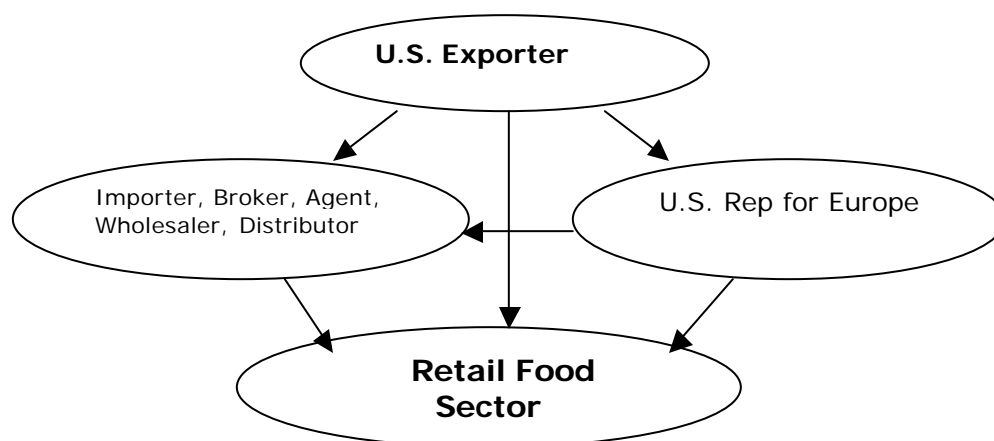 U.S. Exporter
Importer, Broker, Agent,
Wholesaler, Distributor
U.S. Rep for Europe
Retail Food
Sector